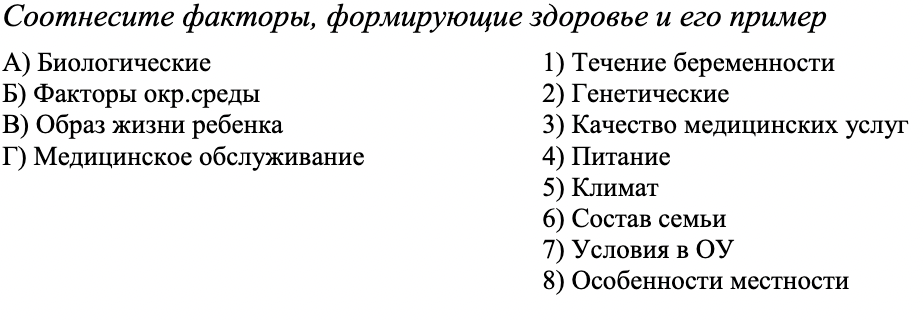 Соотнесите факторы, формирующие здоровье и его пример
А) Биологические
Б) Факторы окр.среды
В) Образ жизни ребенка
Г) Медицинское обслуживание
1) Течение беременности
2) Генетические
3) Качество медицинских услуг
4) Питание
5) Климат
6) Состав семьи
7) Условия в ОУ
8) Особенности местности